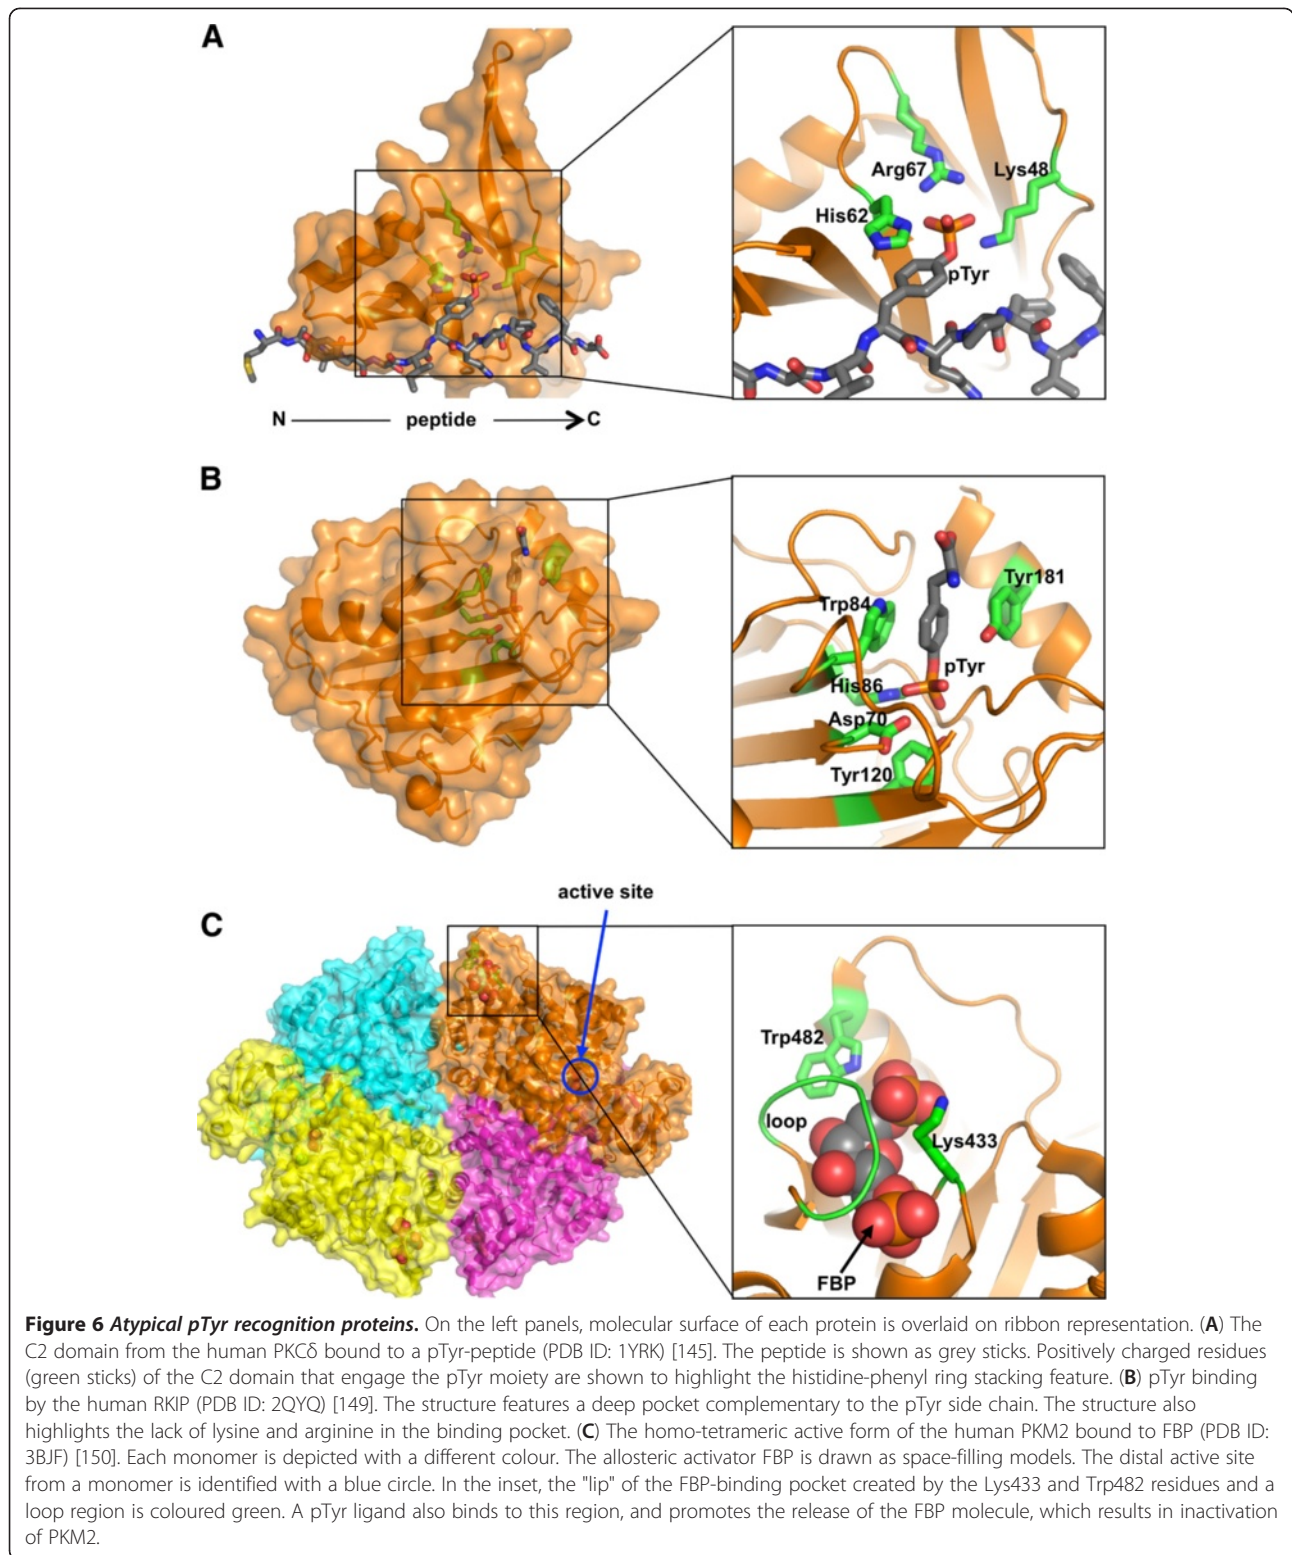 A
Arg67
Lys48
His62
pTyr
N peptide C
B
Tyr181
Trp84
pTyr
His86
Asp70
Tyr120
active site
C
Trp482
loop
Lys433
FBP
Figure 6 Atypical pTyr recognition proteins. On the left panels, molecular surface of each protein is overlaid on ribbon representation. (A) The
C2 domain from the human PKCδ bound to a pTyr-peptide (PDB ID: 1YRK) [145]. The peptide is shown as grey sticks. Positively charged residues
(green sticks) of the C2 domain that engage the pTyr moiety are shown to highlight the histidine-phenyl ring stacking feature. (B) pTyr binding
by the human RKIP (PDB ID: 2QYQ) [149]. The structure features a deep pocket complementary to the pTyr side chain. The structure also
highlights the lack of lysine and arginine in the binding pocket. (C) The homo-tetrameric active form of the human PKM2 bound to FBP (PDB ID:
3BJF) [150]. Each monomer is depicted with a different colour. The allosteric activator FBP is drawn as space-filling models. The distal active site
from a monomer is identified with a blue circle. In the inset, the "lip" of the FBP-binding pocket created by the Lys433 and Trp482 residues and a
loop region is coloured green. A pTyr ligand also binds to this region, and promotes the release of the FBP molecule, which results in inactivation
of PKM2.